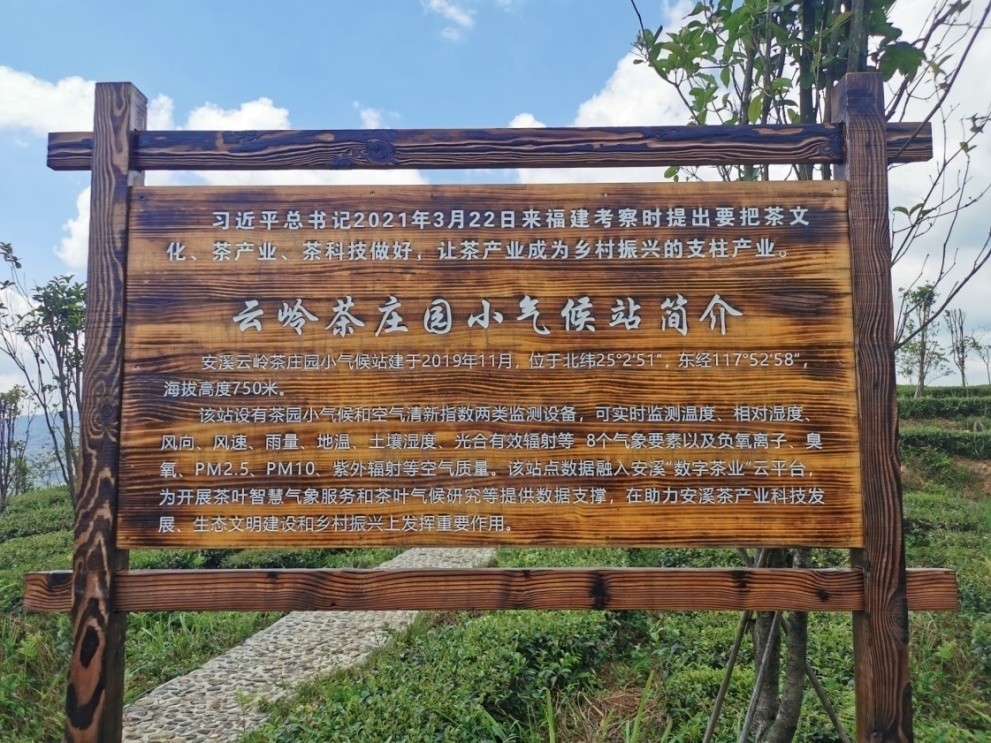 习近平总书记2021年3月22日来福建考察时提出要把茶文
化、茶产业、茶科技做好，让茶产业成为乡村振兴的支柱产业。
云岭茶庄园小气候站简介
安溪云岭茶庄园小气候站建于2019年11月，位于北纬25°2′51″，东经117°52′58″，
海拔高度750米。
该站设有茶园小气候和空气清新指数两类监测设备，可实时监测温度、相对湿度、
风向、风速、雨量、地温、土壤湿度、光合有效辐射等 8个气象要素以及负氧离子、臭
氧、PM2.5、PM10、紫外辐射等空气质量。该站点数据融入安溪“数字茶业”云平台，
为开展茶叶智慧气象服务和茶叶气候研究等提供数据支撑，在助力安溪茶产业科技发
展、生态文明建设和乡村振兴上发挥重要作用。